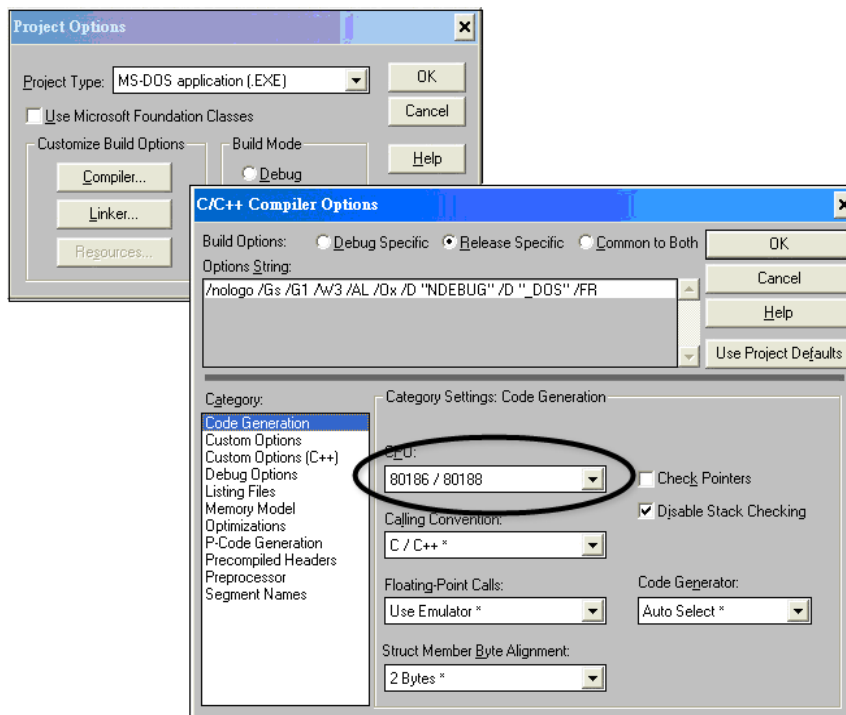 Project Options
Project Type: MS-DOS application (.EXE)
OK
Use Microsoft Foundation Classes
Cancel
Customize Build Options
Build Mode
Help
Compiler...
Debug
Linker...
Resources...
C/C++ Compiler Options
Build Options: Debug Specific Release Specific Common to Both
OK
Options String:
Cancel
/nologo /Gs /G1 /W3 /AL /Ox /D "NDEBUG" /D "_DOS" /FR
Help
Use Project Defaults
Category:
Category Settings: Code Generation
Code Generation
Custom Options
Custom Options (C++)
Debug Options
Listing Files
Memory Model
Optimizations
P-Code Generation
Precompiled Headers
Preprocessor
Segment Names
CPU:
80186 / 80188
Check Pointers
Disable Stack Checking
Calling Convention:
C / C++ *
Floating-Point Calls:
Code Generator:
Use Emulator *
Auto Select *
Struct Member Byte Alignment:
2 Bytes *